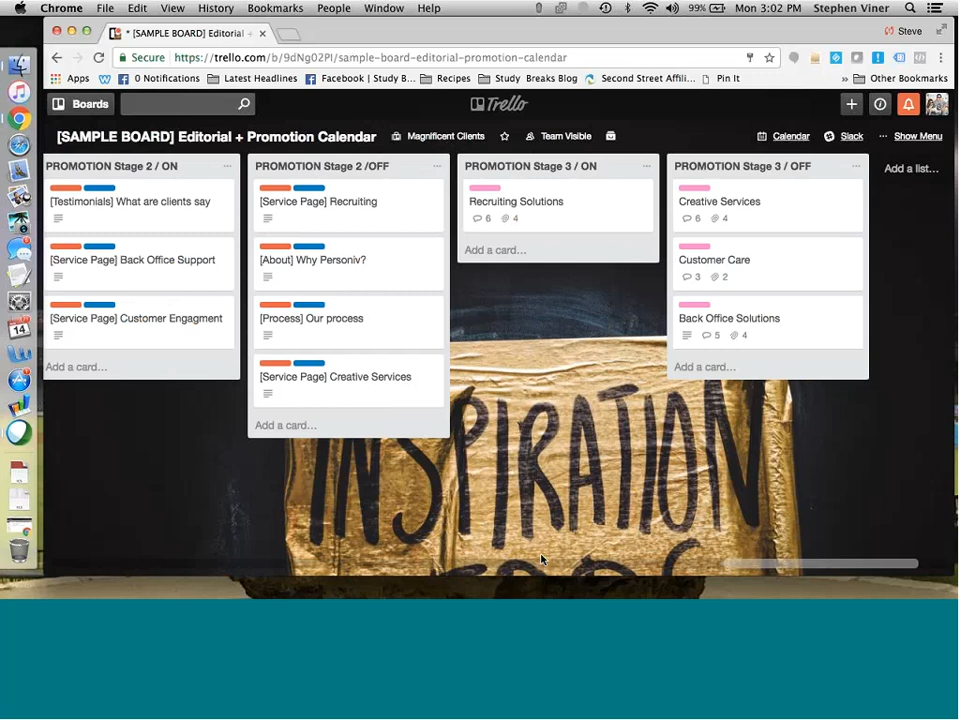 Chrome File Edit View History Bookmarks People Window Help 99% Mon 3:02 PM Stephen Viner
* [SAMPLE BOARD] Editorial + Steve
Secure https://trello.com/b/9dNg02PI/sample-board-editorial-promotion-calendar
Apps 0 Notifications Latest Headlines Facebook | Study B... Recipes Study Breaks Blog Second Street Affili... Pin It » Other Bookmarks
Boards Trello
[SAMPLE BOARD] Editorial + Promotion Calendar Magnificent Clients Team Visible Calendar Slack ... Show Menu
PROMOTION Stage 2 / ON
[Testimonials] What are clients say
[Service Page] Back Office Support
[Service Page] Customer Engagment
Add a card...
PROMOTION Stage 2 /OFF
[Service Page] Recruiting
[About] Why Personiv?
[Process] Our process
[Service Page] Creative Services
Add a card...
PROMOTION Stage 3 / ON
Recruiting Solutions
6 4
Add a card...
PROMOTION Stage 3 / OFF
Creative Services
6 4
Customer Care
3 2
Back Office Solutions
5 4
Add a card...
Add a list...
INSPIRATION
14